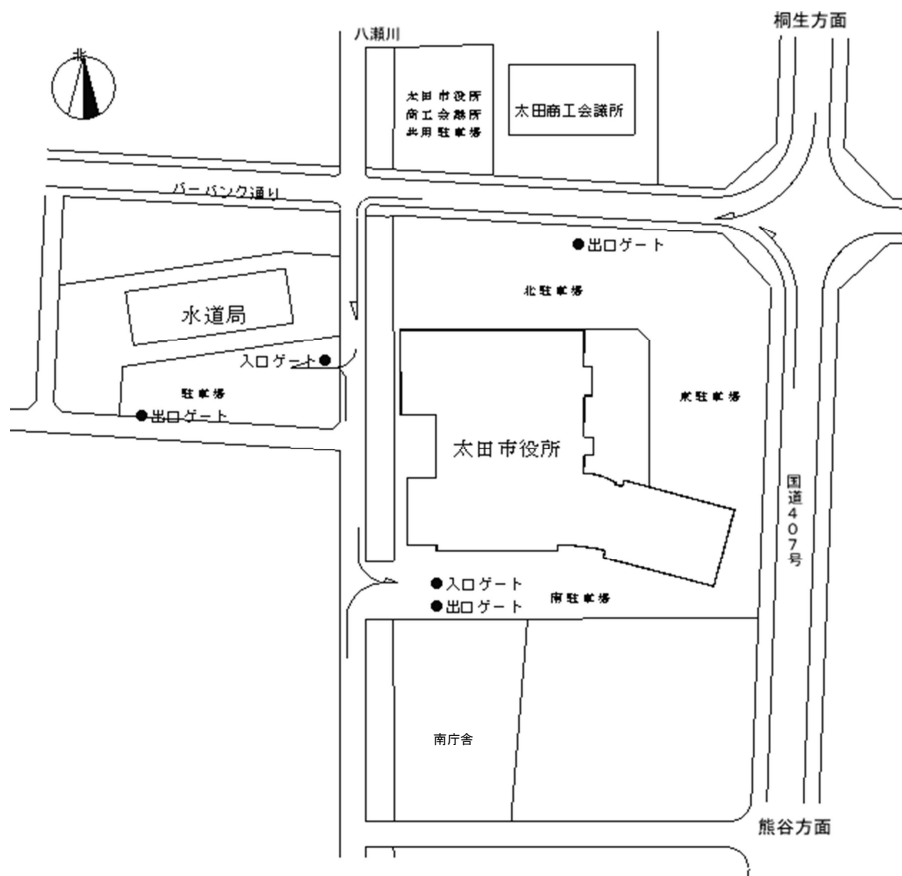 桐生方面
八瀬川
北
太田市役所
商工会議所
共用駐車場
太田商工会議所
バーバンク通り
●出口ゲート
北駐車場
水道局
入口ゲート●
駐車場
●出口ゲート
東駐車場
太田市役所
国道407号
●入口ゲート
●出口ゲート
南駐車場
南庁舎
熊谷方面